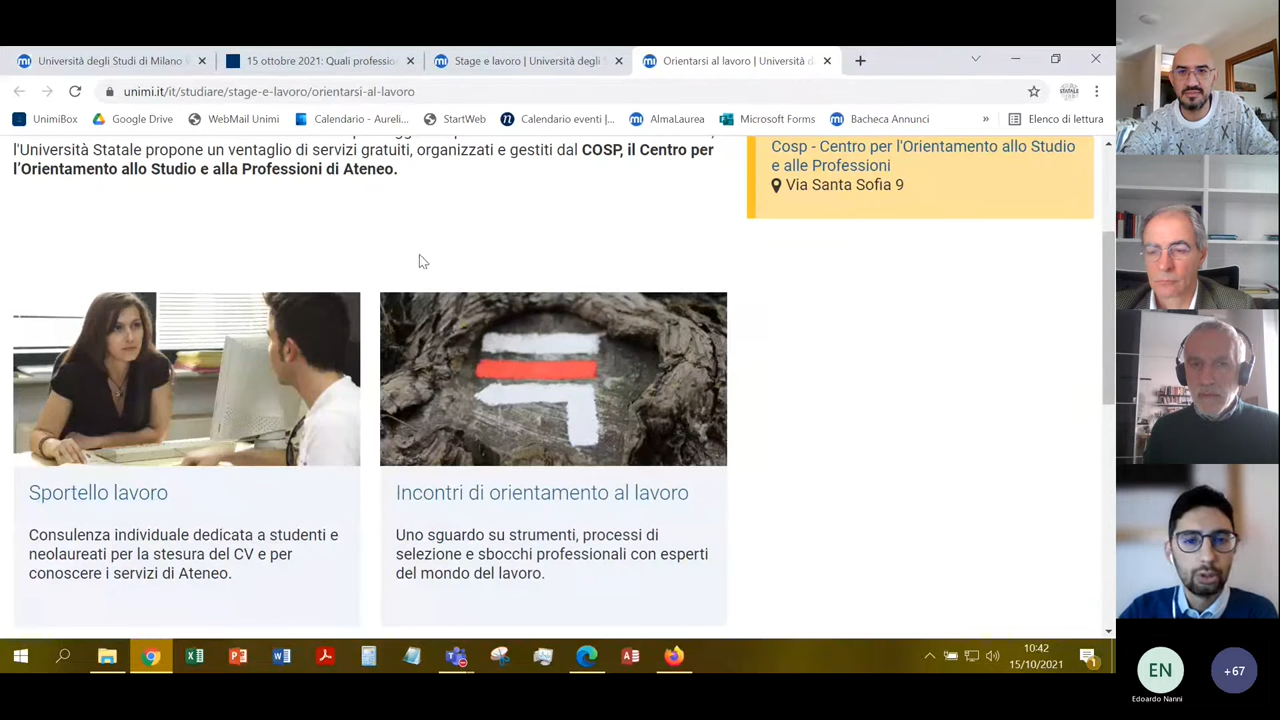 Università degli Studi di Milano
15 ottobre 2021: Quali professio
Stage e lavoro | Università degli S
Orientarsi al lavoro | Università d
unimi.it/it/studiare/stage-e-lavoro/orientarsi-al-lavoro
STATALE
UnimiBox
Google Drive
WebMail Unimi
Calendario - Aureli...
StartWeb
Calendario eventi |...
AlmaLaurea
Microsoft Forms
Bacheca Annunci
»
Elenco di lettura
l'Università Statale propone un ventaglio di servizi gratuiti, organizzati e gestiti dal COSP, il Centro per
l'Orientamento allo Studio e alla Professioni di Ateneo.
Cosp - Centro per l'Orientamento allo Studio
e alle Professioni
Via Santa Sofia 9
Sportello lavoro
Consulenza individuale dedicata a studenti e
neolaureati per la stesura del CV e per
conoscere i servizi di Ateneo.
Incontri di orientamento al lavoro
Uno sguardo su strumenti, processi di
selezione e sbocchi professionali con esperti
del mondo del lavoro.
10:42
15/10/2021
1
EN
Edoardo Nanni
+67